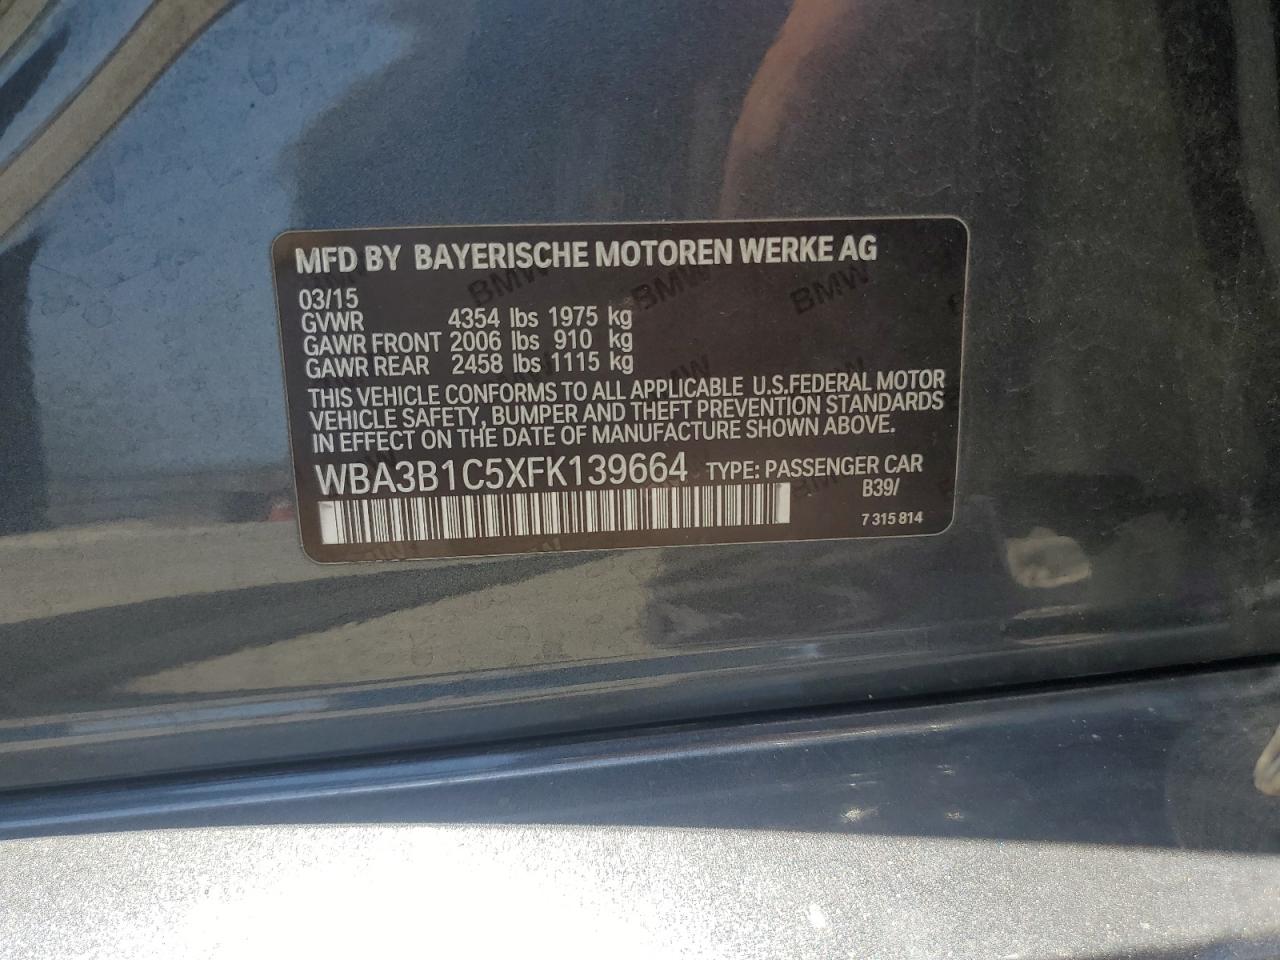 MFD BY BAYERISCHE MOTOREN WERKE AG
03/15
GVWR 4354 lbs 1975 kg
GAWR FRONT 2006 lbs 910 kg
GAWR REAR 2458 lbs 1115 kg
THIS VEHICLE CONFORMS TO ALL APPLICABLE U.S.FEDERAL MOTOR
VEHICLE SAFETY, BUMPER AND THEFT PREVENTION STANDARDS
IN EFFECT ON THE DATE OF MANUFACTURE SHOWN ABOVE.
WBA3B1C5XFK139664 TYPE: PASSENGER CAR
B39/
7 315 814